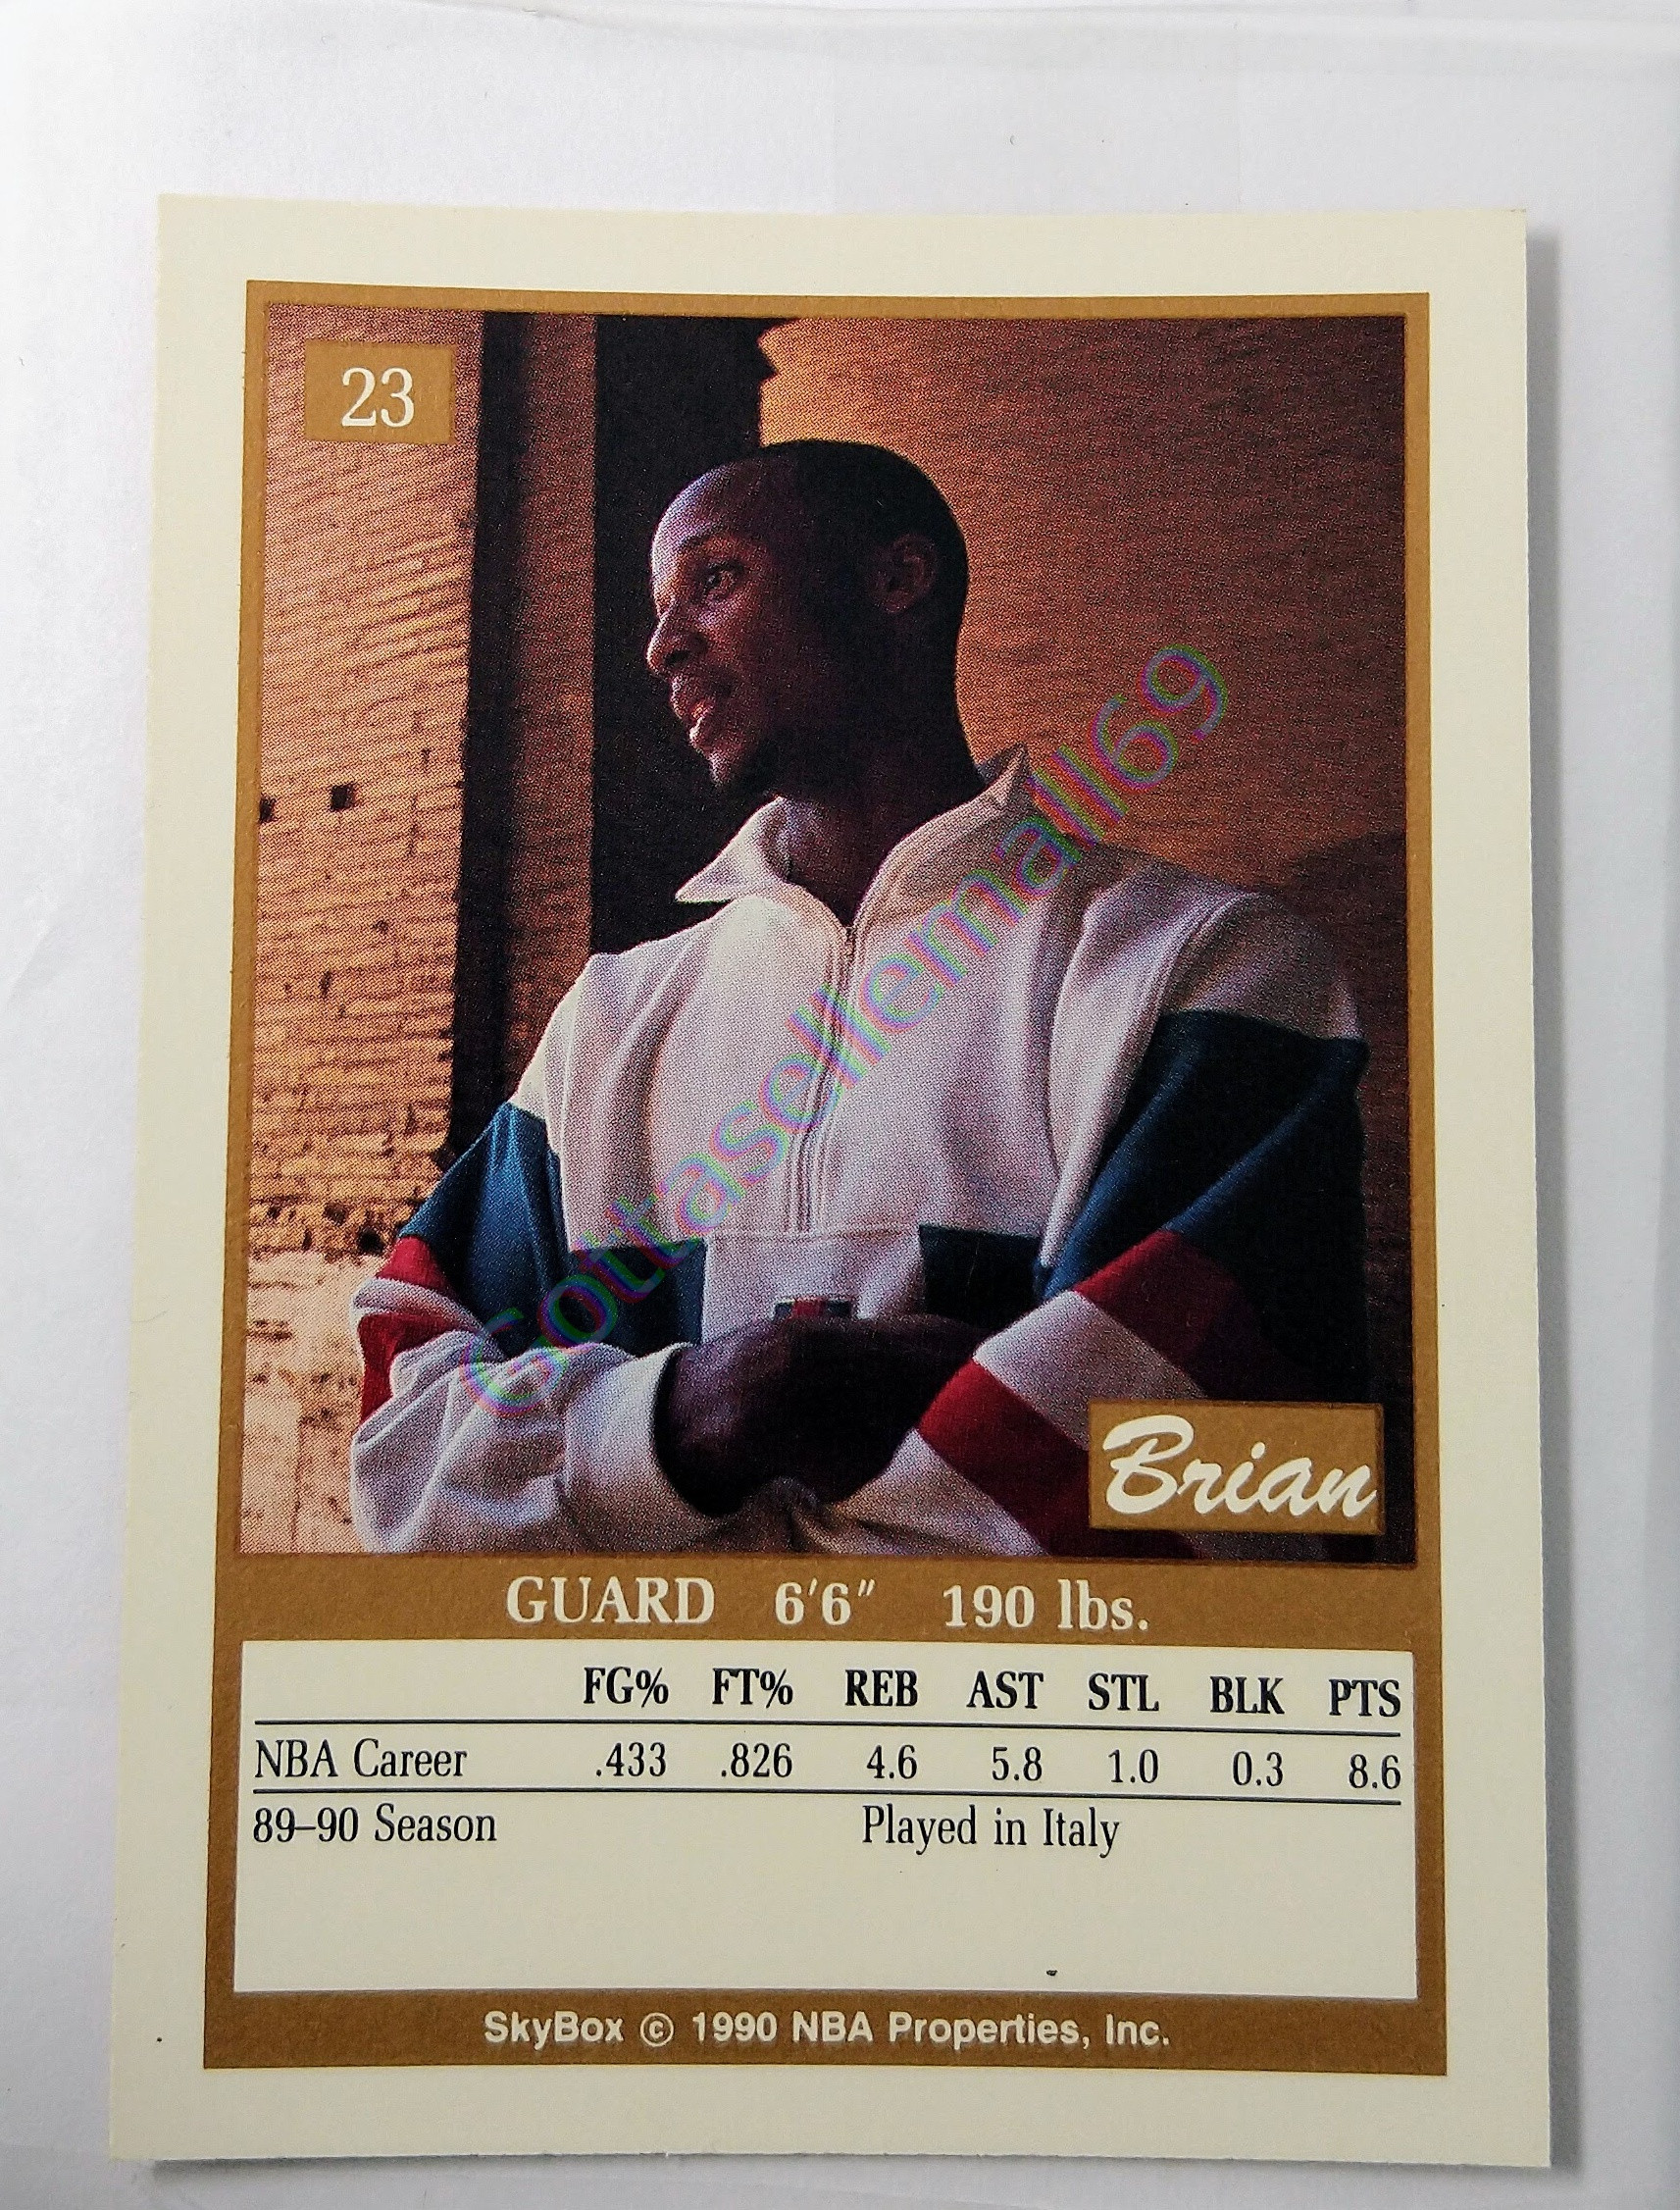 23
Gottasellemall69
Brian
GUARD 6'6" 190 lbs.
FG% FT% REB AST STL BLK PTS
NBA Career .433 .826 4.6 5.8 1.0 0.3 8.6
89–90 Season Played in Italy
SkyBox © 1990 NBA Properties, Inc.